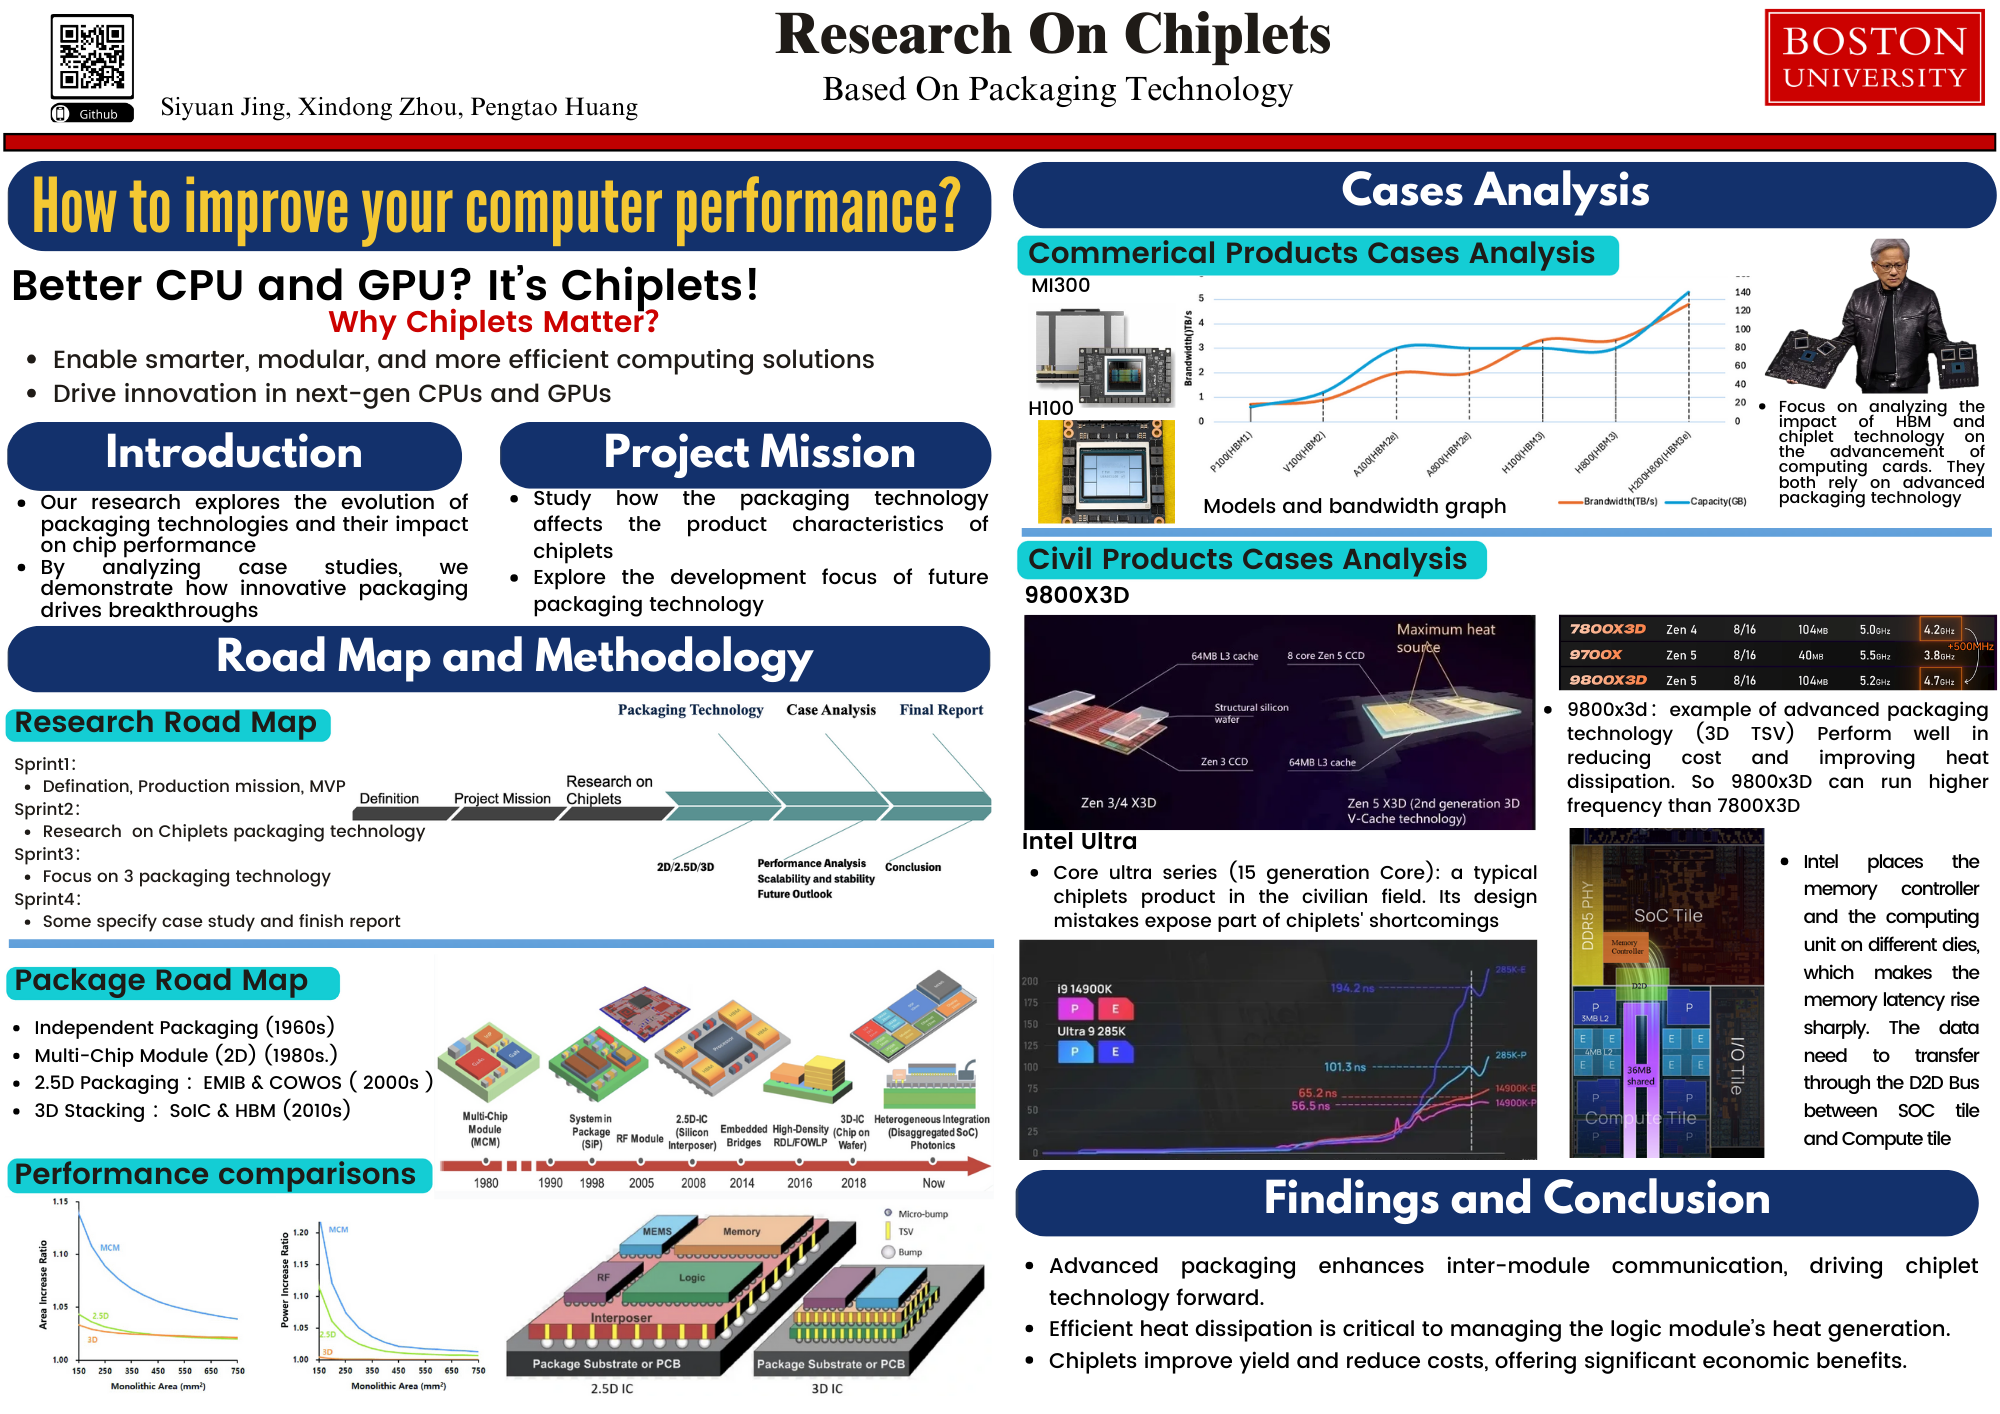 Research On Chiplets
Based On Packaging Technology
Github
Siyuan Jing, Xindong Zhou, Pengtao Huang
BOSTON
UNIVERSITY
How to improve your computer performance?
Better CPU and GPU? It's Chiplets!
Why Chiplets Matter?
• Enable smarter, modular, and more efficient computing solutions
• Drive innovation in next-gen CPUs and GPUs
Introduction
• Our research explores the evolution of
packaging technologies and their impact
on chip performance
• By analyzing case studies, we
demonstrate how innovative packaging
drives breakthroughs
Project Mission
• Study how the packaging technology
affects the product characteristics of
chiplets
• Explore the development focus of future
packaging technology
Road Map and Methodology
Research Road Map
Sprint1:
• Defination, Production mission, MVP
Sprint2:
• Research on Chiplets packaging technology
Sprint3:
• Focus on 3 packaging technology
Sprint4:
• Some specify case study and finish report
Packaging Technology
Case Analysis
Final Report
Definition
Project Mission
Research on
Chiplets
2D/2.5D/3D
Performance Analysis
Scalability and stability
Future Outlook
Conclusion
Package Road Map
• Independent Packaging (1960s)
• Multi-Chip Module (2D) (1980s.)
• 2.5D Packaging： EMIB & COWOS ( 2000s )
• 3D Stacking： SoIC & HBM (2010s)
Multi-Chip
Module
(MCM)
System in
Package
(SiP)
RF Module
2.5D-IC
(Silicon
Interposer)
Embedded
Bridges
High-Density
RDL/FOWLP
3D-IC
(Chip on
Wafer)
Heterogeneous Integration
(Disaggregated SoC)
Photonics
1980
1990
1998
2005
2008
2014
2016
2018
Now
Performance comparisons
Area Increase Ratio
1.15
1.10
1.05
1.00
MCM
2.5D
3D
150 250 350 450 550 650 750
Monolithic Area (mm²)
Power Increase Ratio
1.20
1.15
1.10
1.05
1.00
MCM
2.5D
3D
150 250 350 450 550 650 750
Monolithic Area (mm²)
Micro-bump
TSV
Bump
MEMS
Memory
RF
Logic
Interposer
Package Substrate or PCB
2.5D IC
Package Substrate or PCB
3D IC
Cases Analysis
Commerical Products Cases Analysis
MI300
H100
Brandwidth(TB/s
5
4
3
2
1
0
140
120
100
80
60
40
20
0
P100(HBM1)
V100(HBM2)
A100(HBM2e)
A800(HBM2e)
H100(HBM3)
H800(HBM3)
H200H800(HBM3e)
Brandwidth(TB/s)
Capacity(GB)
Models and bandwidth graph
• Focus on analyzing the
impact of HBM and
chiplet technology on
the advancement of
computing cards. They
both rely on advanced
packaging technology
Civil Products Cases Analysis
9800X3D
Maximum heat
source
64MB L3 cache
8 core Zen 5 CCD
Structural silicon
wafer
Zen 3 CCD
64MB L3 cache
Zen 3/4 X3D
Zen 5 X3D (2nd generation 3D
V-Cache technology)
7800X3D Zen 4 8/16 104MB 5.0GHz 4.2GHz
+500MHz
9700X Zen 5 8/16 40MB 5.5GHz 3.8GHz
9800X3D Zen 5 8/16 104MB 5.2GHz 4.7GHz
• 9800x3d：example of advanced packaging
technology (3D TSV) Perform well in
reducing cost and improving heat
dissipation. So 9800x3D can run higher
frequency than 7800X3D
Intel Ultra
• Core ultra series (15 generation Core): a typical
chiplets product in the civilian field. Its design
mistakes expose part of chiplets' shortcomings
200
175
150
125
100
75
50
25
0
i9 14900K
P E
Ultra 9 285K
P E
194.2 ns
101.3 ns
65.2 ns
56.5 ns
285K-E
285K-P
14900K-E
14900K-P
DDR5 PHY
SoC Tile
Memory
Controller
D2D
P
P
3MB L2
E E E E
4MB L2
E E E E
36MB
shared
P
P
Compute Tile
P
P
I/O Tile
• Intel places the
memory controller
and the computing
unit on different dies,
which makes the
memory latency rise
sharply. The data
need to transfer
through the D2D Bus
between SOC tile
and Compute tile
Findings and Conclusion
• Advanced packaging enhances inter-module communication, driving chiplet
technology forward.
• Efficient heat dissipation is critical to managing the logic module's heat generation.
• Chiplets improve yield and reduce costs, offering significant economic benefits.